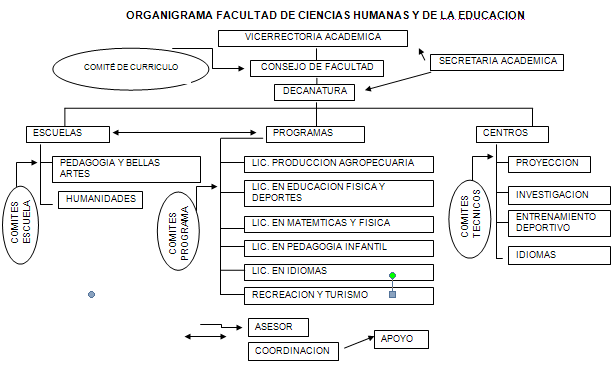 ORGANIGRAMA FACULTAD DE CIENCIAS HUMANAS Y DE LA EDUCACION
VICERRECTORIA ACADEMICA
COMITÉ DE CURRICULO
CONSEJO DE FACULTAD
SECRETARIA ACADEMICA
DECANATURA
ESCUELAS
PROGRAMAS
CENTROS
PEDAGOGIA Y BELLAS
ARTES
HUMANIDADES
COMITES
ESCUELA
LIC. PRODUCCION AGROPECUARIA
LIC. EN EDUCACION FISICA Y
DEPORTES
LIC. EN MATEMTICAS Y FISICA
LIC. EN PEDAGOGIA INFANTIL
LIC. EN IDIOMAS
RECREACION Y TURISMO
COMITES
PROGRAMA
PROYECCION
INVESTIGACION
ENTRENAMIENTO
DEPORTIVO
IDIOMAS
COMITES
TECNICOS
ASESOR
COORDINACION
APOYO